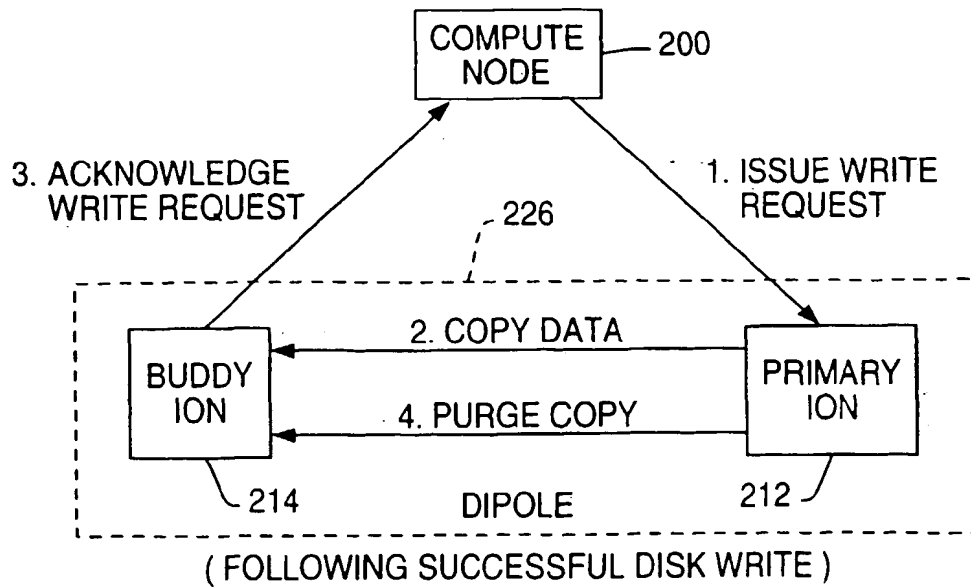 COMPUTE
NODE
200
3. ACKNOWLEDGE
WRITE REQUEST
1. ISSUE WRITE
REQUEST
226
2. COPY DATA
BUDDY
ION
PRIMARY
ION
4. PURGE COPY
214
DIPOLE
212
( FOLLOWING SUCCESSFUL DISK WRITE )